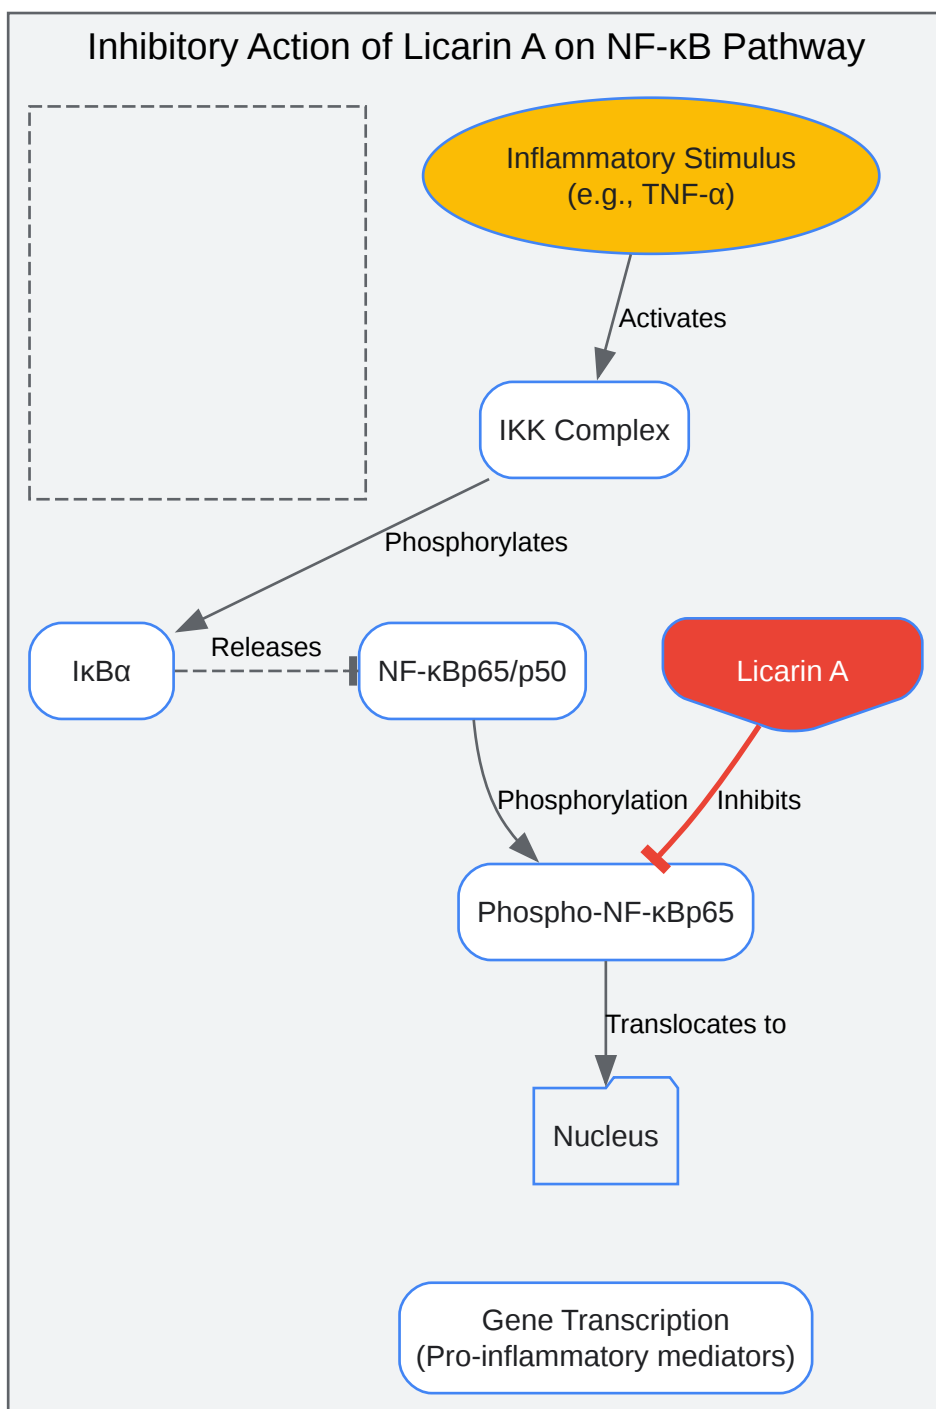 Inhibitory Action of Licarin A on NF-κB Pathway
Inflammatory Stimulus
(e.g., TNF-α)
Activates
IKK Complex
Phosphorylates
IκBα
Releases
NF-κBp65/p50
Licarin A
Phosphorylation
Inhibits
Phospho-NF-κBp65
Translocates to
Nucleus
Gene Transcription
(Pro-inflammatory mediators)